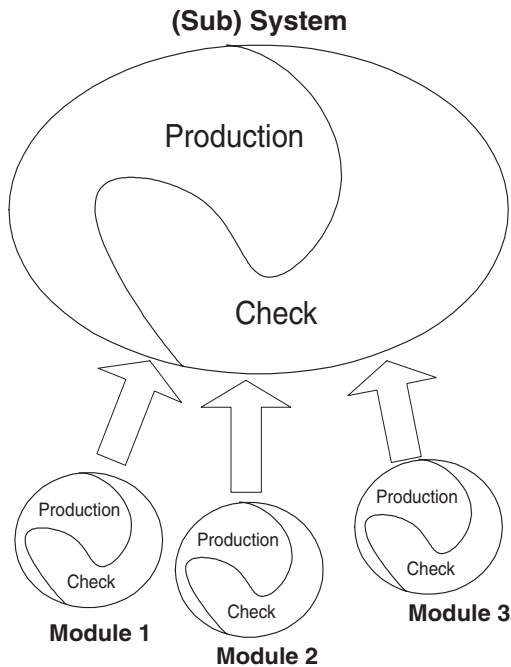 (Sub) System
Production
Check
Production
Check
Module 1
Production
Check
Module 2
Production
Check
Module 3